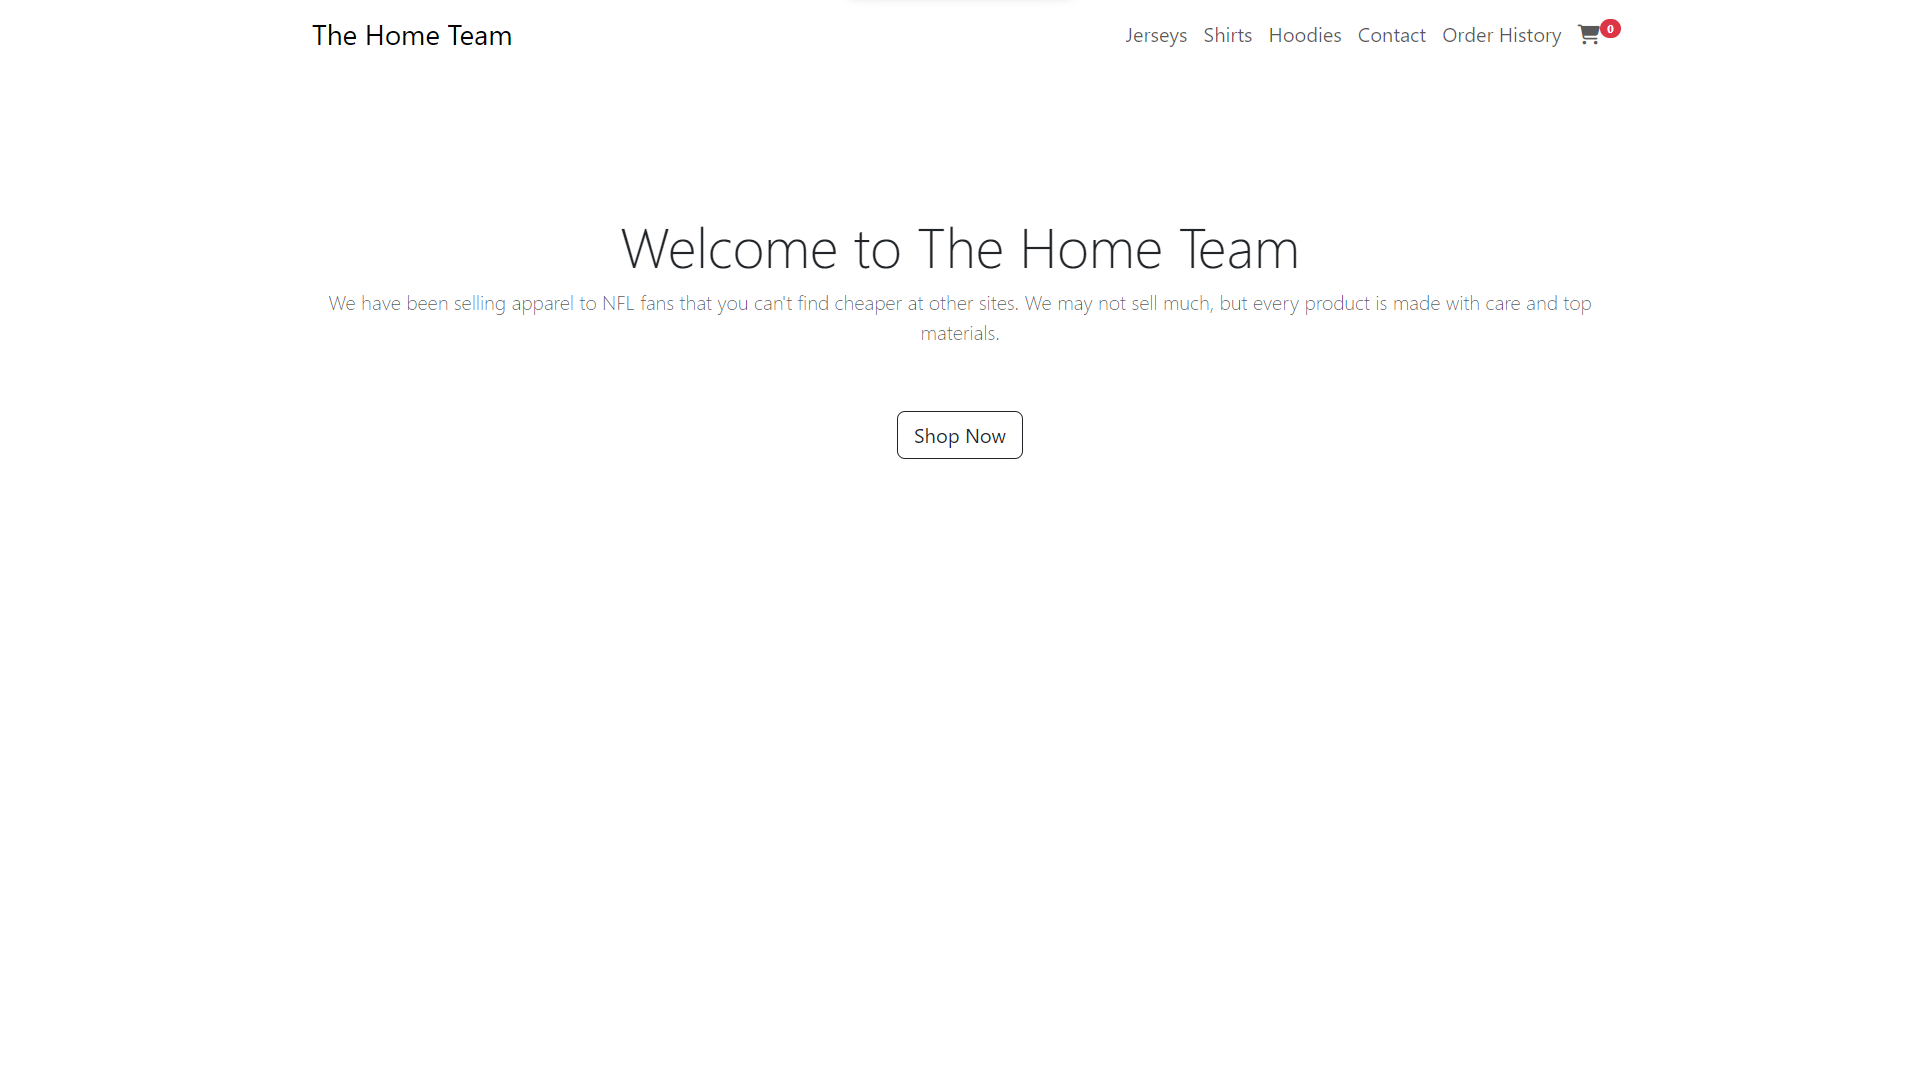 The Home Team
Jerseys Shirts Hoodies Contact Order History 0
Welcome to The Home Team
We have been selling apparel to NFL fans that you can't find cheaper at other sites. We may not sell much, but every product is made with care and top
materials.
Shop Now